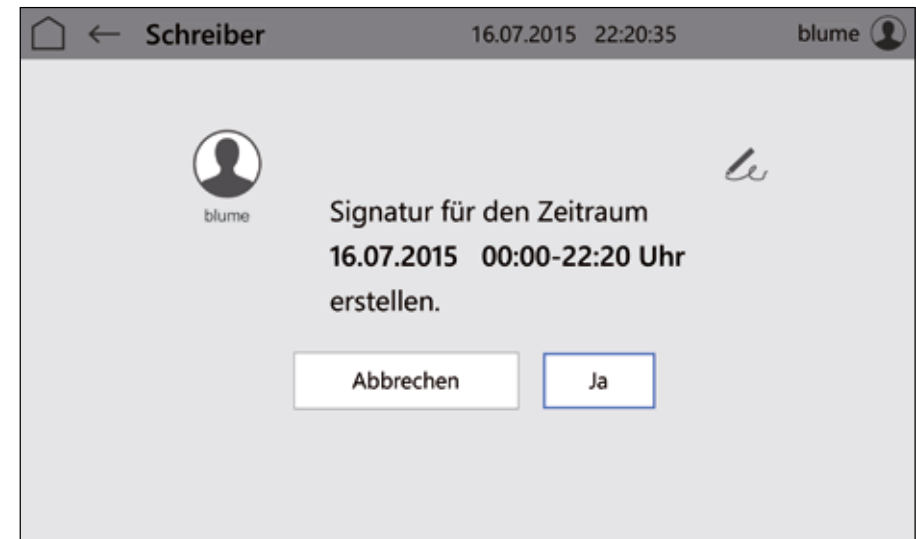 Schreiber 16.07.2015 22:20:35 blume
blume
Signatur für den Zeitraum
16.07.2015 00:00-22:20 Uhr
erstellen.
Abbrechen Ja